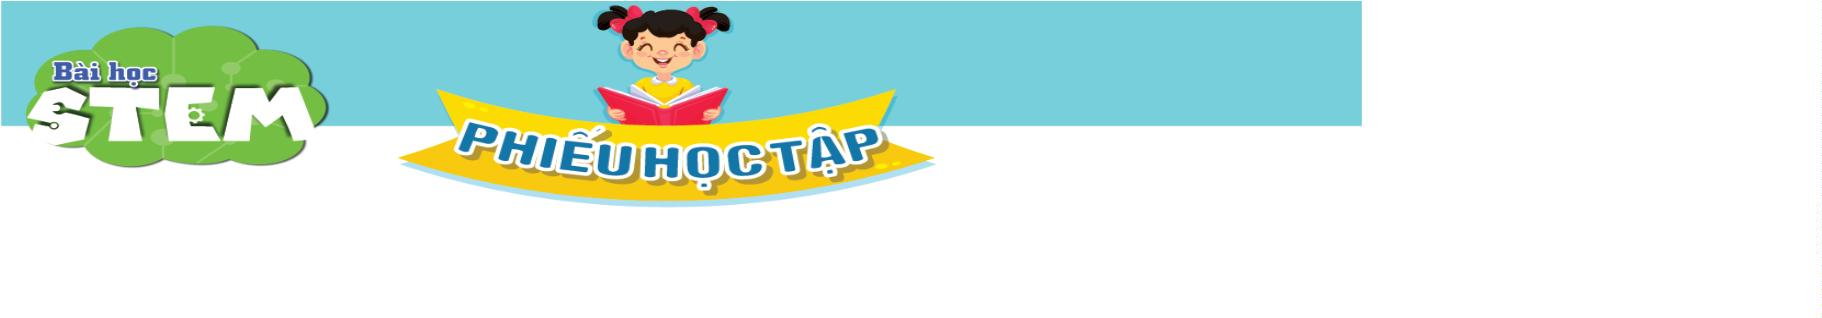 Bài học
STEM
PHIẾU HỌC TẬP